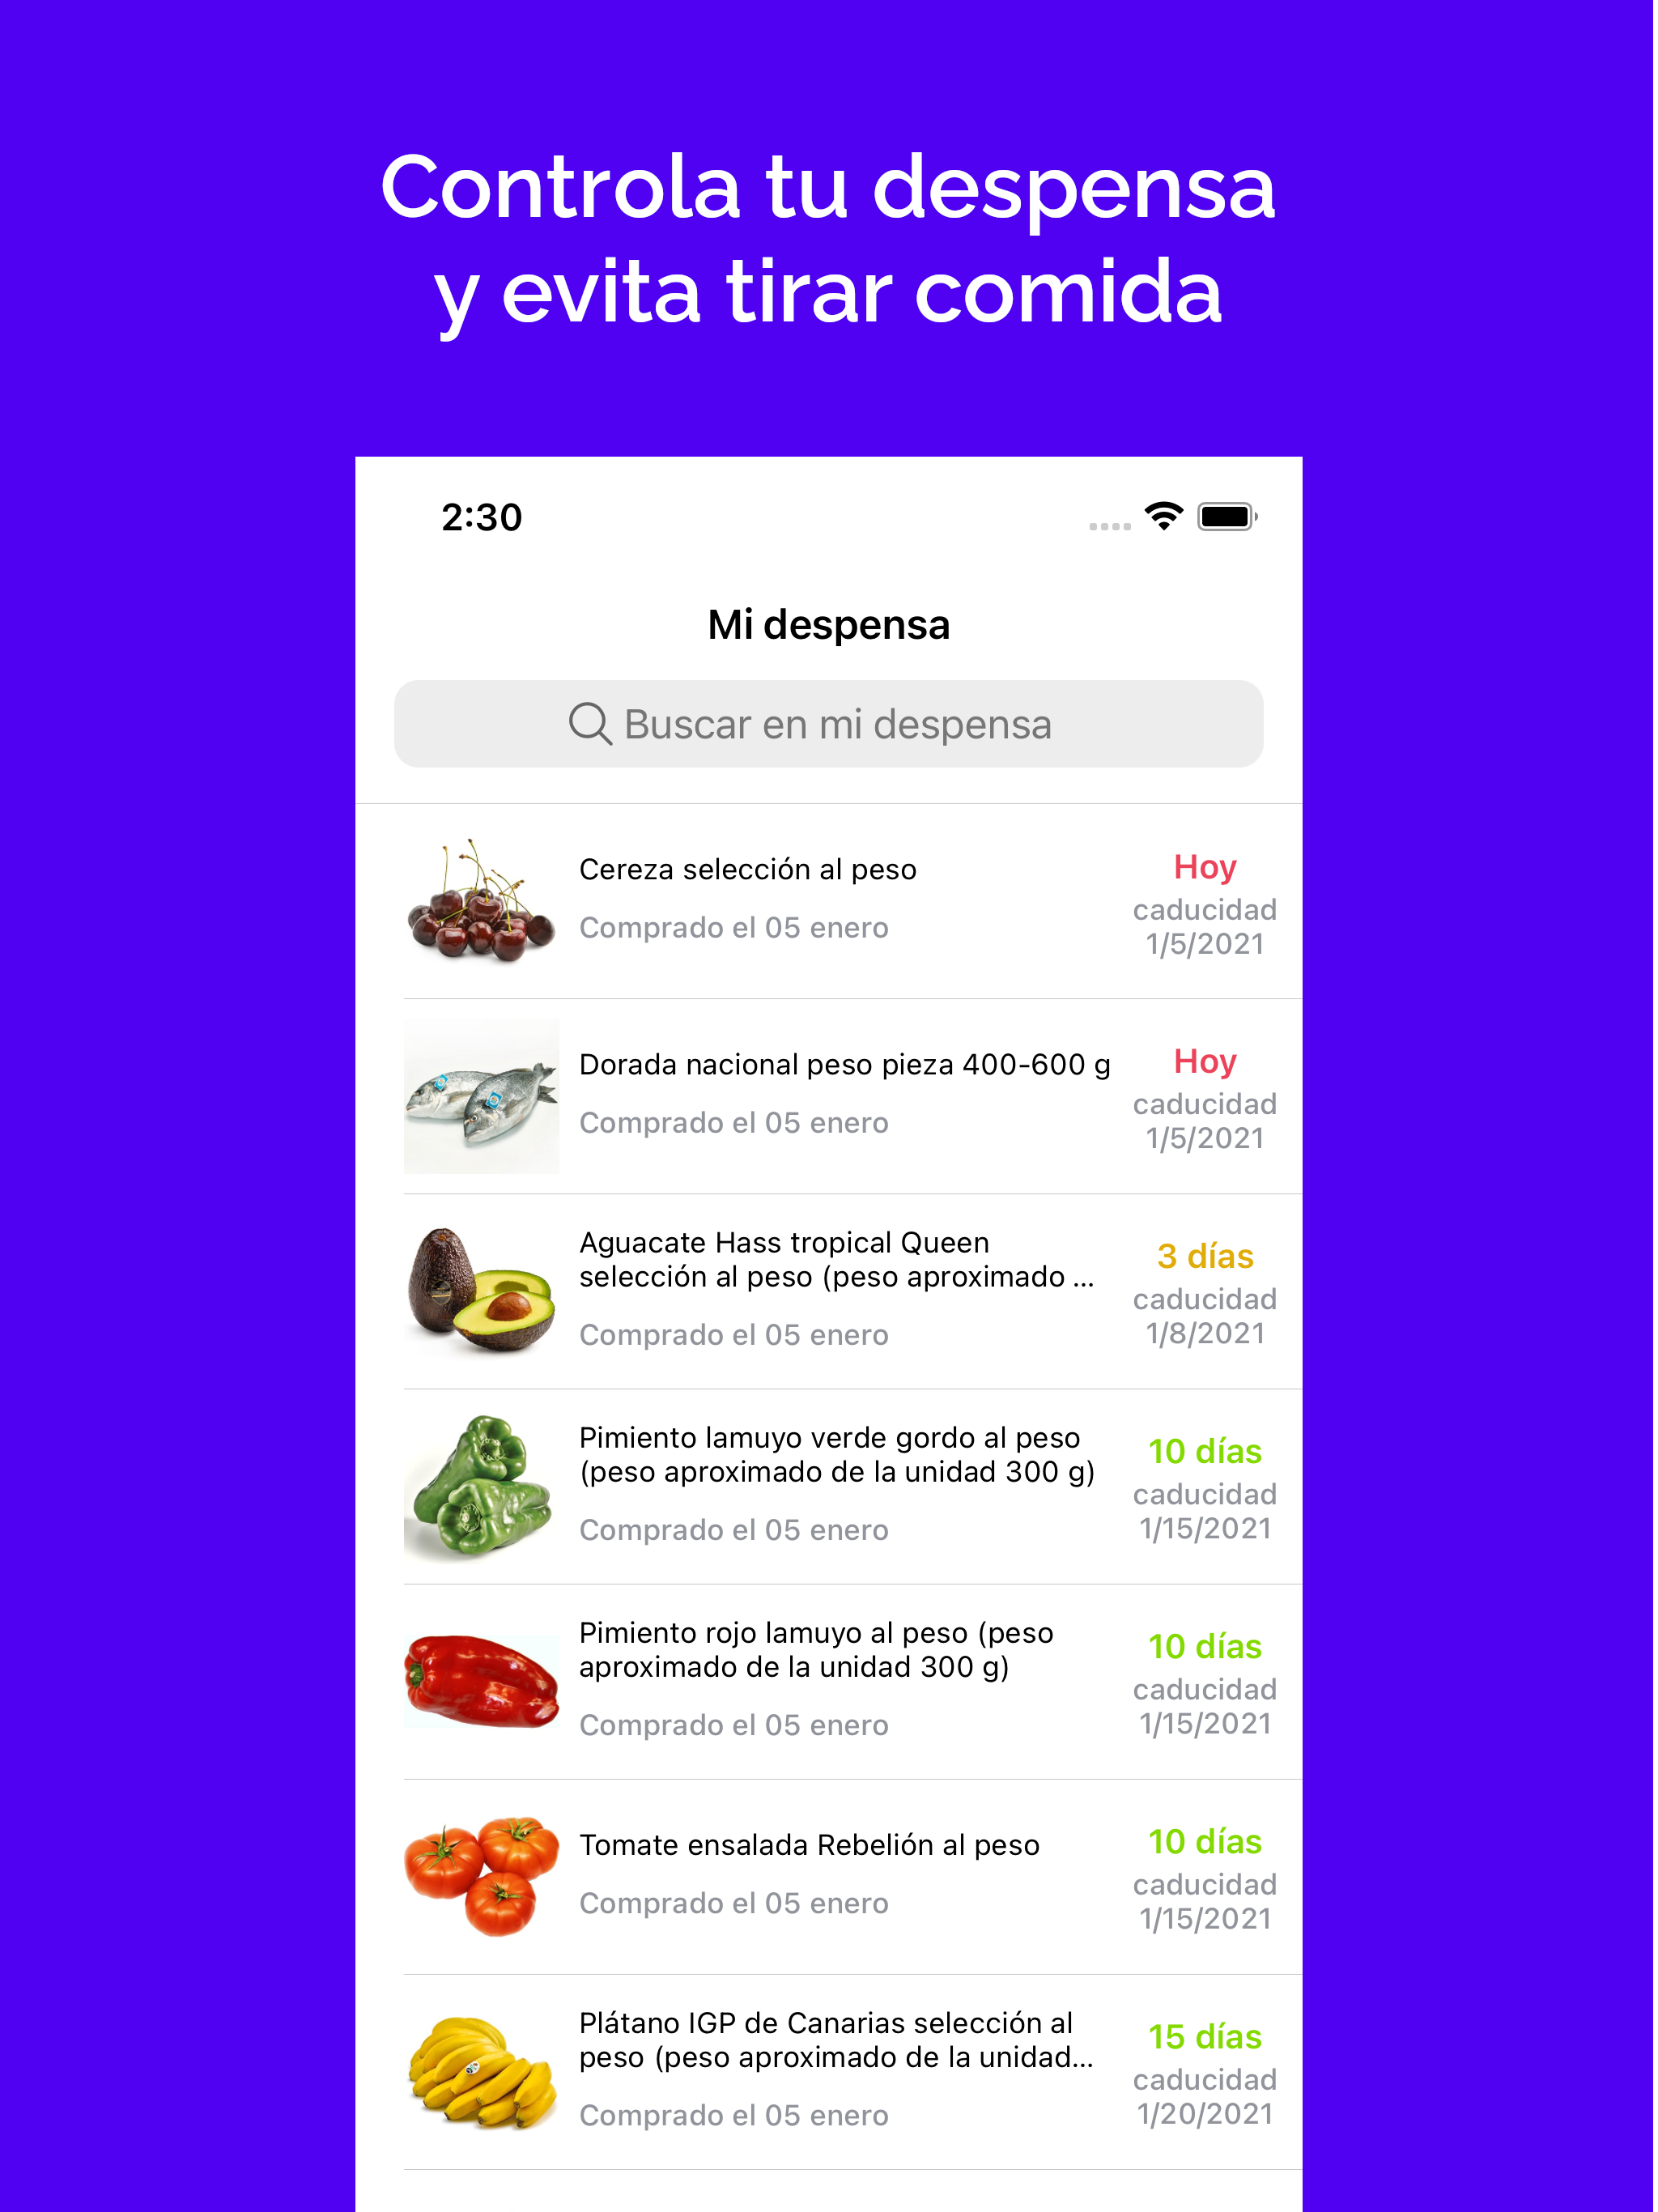 Controla tu despensa
y evita tirar comida
2:30
Mi despensa
Buscar en mi despensa
Cereza selección al peso
Comprado el 05 enero
Hoy
caducidad
1/5/2021
Dorada nacional peso pieza 400-600 g
Comprado el 05 enero
Hoy
caducidad
1/5/2021
Aguacate Hass tropical Queen
selección al peso (peso aproximado ...
Comprado el 05 enero
3 días
caducidad
1/8/2021
Pimiento lamuyo verde gordo al peso
(peso aproximado de la unidad 300 g)
Comprado el 05 enero
10 días
caducidad
1/15/2021
Pimiento rojo lamuyo al peso (peso
aproximado de la unidad 300 g)
Comprado el 05 enero
10 días
caducidad
1/15/2021
Tomate ensalada Rebelión al peso
Comprado el 05 enero
10 días
caducidad
1/15/2021
Plátano IGP de Canarias selección al
peso (peso aproximado de la unidad...
Comprado el 05 enero
15 días
caducidad
1/20/2021